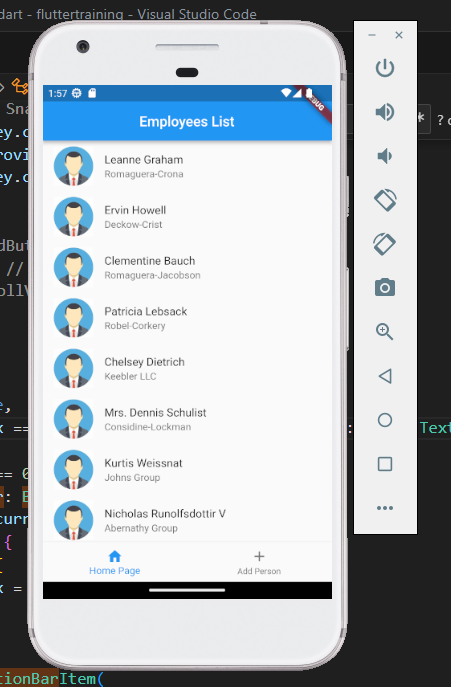 dart - fluttertraining - Visual Studio Code
1:57
DEBUG
Employees List
Leanne Graham
Romaguera-Crona
Ervin Howell
Deckow-Crist
Clementine Bauch
Romaguera-Jacobson
Patricia Lebsack
Robel-Corkery
Chelsey Dietrich
Keebler LLC
Mrs. Dennis Schulist
Considine-Lockman
Kurtis Weissnat
Johns Group
Nicholas Runolfsdottir V
Abernathy Group
Home Page
Add Person
> Sna
ey.c
rovi
ey.c
dBut
//
ollV
e,
x ==
: Text
== 0
r: E
curr
{
x =
tionBarItem(
* ?c